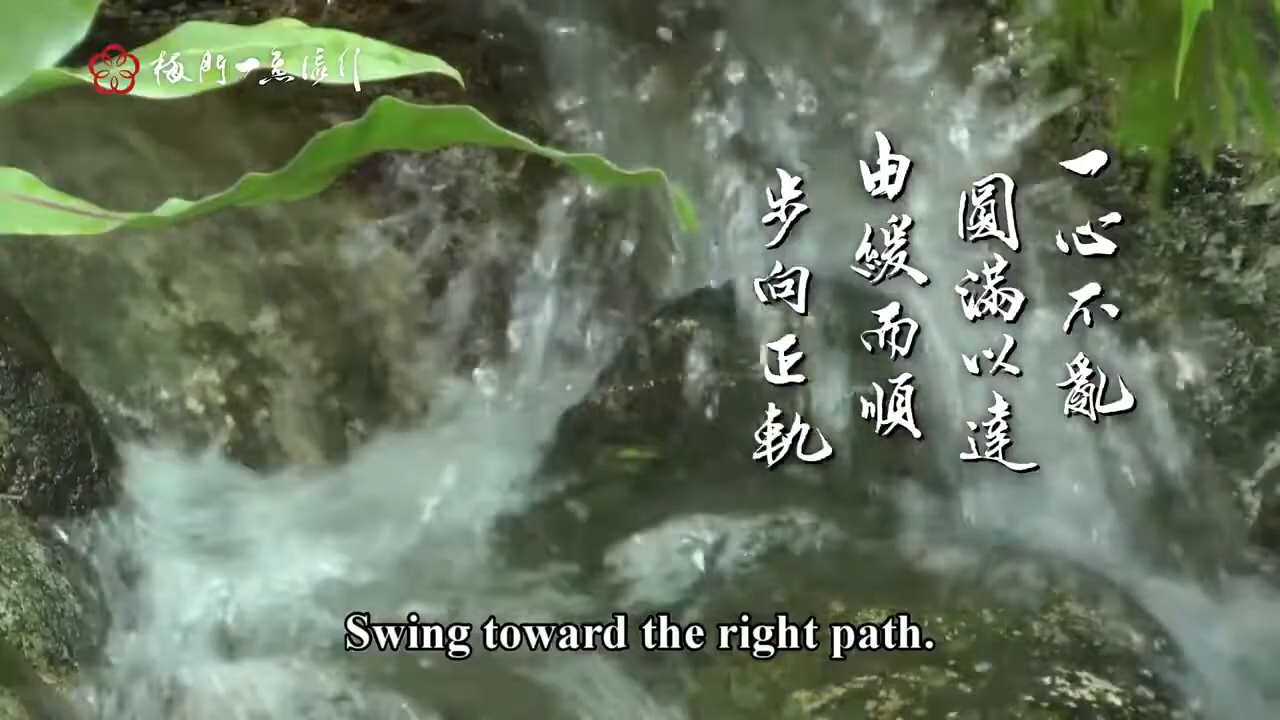 梅門一炁流行
一心不亂
圓滿以達
由緩而順
步向正軌
Swing toward the right path.